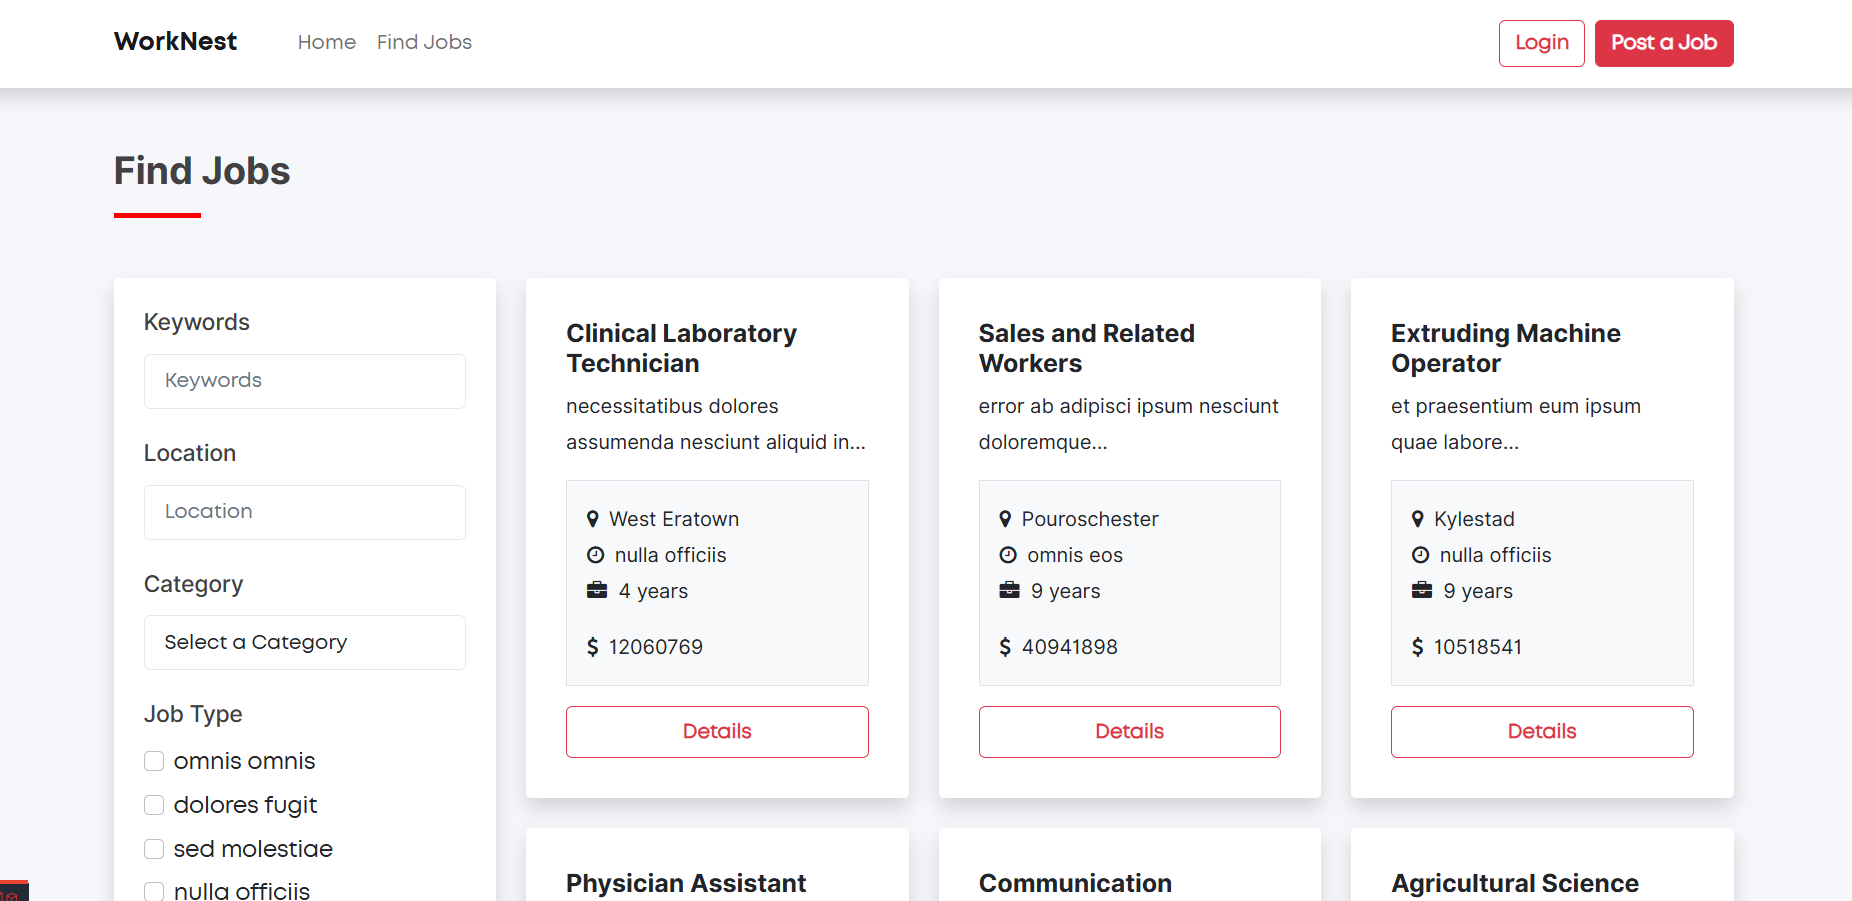 WorkNest
Home
Find Jobs
Login
Post a Job
Find Jobs
Keywords
Keywords
Location
Location
Category
Select a Category
Job Type
omnis omnis
dolores fugit
sed molestiae
nulla officiis
Clinical Laboratory
Technician
necessitatibus dolores
assumenda nesciunt aliquid in...
West Eratown
nulla officiis
4 years
$ 12060769
Details
Sales and Related
Workers
error ab adipisci ipsum nesciunt
doloremque...
Pouroschester
omnis eos
9 years
$ 40941898
Details
Extruding Machine
Operator
et praesentium eum ipsum
quae labore...
Kylestad
nulla officiis
9 years
$ 10518541
Details
Physician Assistant
Communication
Agricultural Science